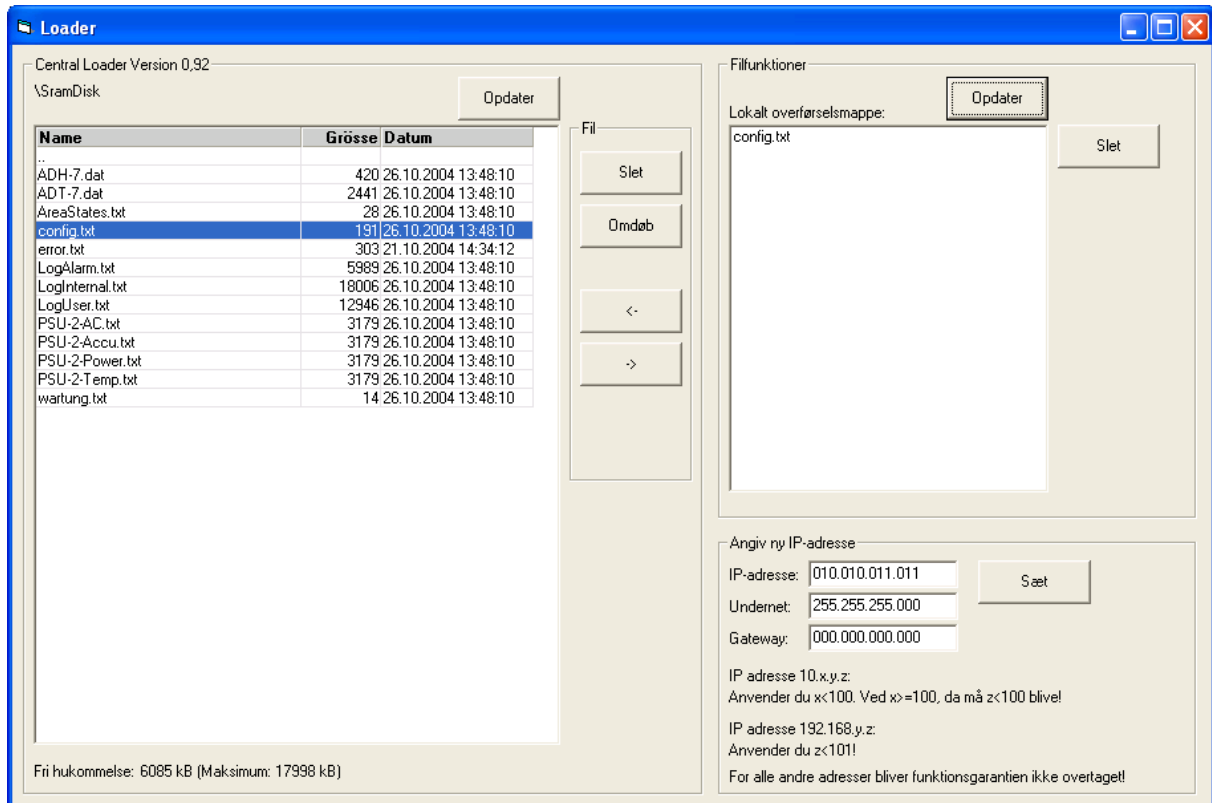 Loader
Central Loader Version 0,92
\SramDisk
Opdater
Name Grösse Datum
..
ADH-7.dat 420 26.10.2004 13:48:10
ADT-7.dat 2441 26.10.2004 13:48:10
AreaStates.txt 28 26.10.2004 13:48:10
config.txt 191 26.10.2004 13:48:10
error.txt 303 21.10.2004 14:34:12
LogAlarm.txt 5989 26.10.2004 13:48:10
LogInternal.txt 18006 26.10.2004 13:48:10
LogUser.txt 12946 26.10.2004 13:48:10
PSU-2-AC.txt 3179 26.10.2004 13:48:10
PSU-2-Accu.txt 3179 26.10.2004 13:48:10
PSU-2-Power.txt 3179 26.10.2004 13:48:10
PSU-2-Temp.txt 3179 26.10.2004 13:48:10
wartung.txt 14 26.10.2004 13:48:10
Fri hukommelse: 6085 kB (Maksimum: 17998 kB)
Fil
Slet
Omdøb
<-
->
Filfunktioner
Lokalt overførselsmappe:
Opdater
config.txt
Slet
Angiv ny IP-adresse
IP-adresse: 010.010.011.011
Sæt
Undernet: 255.255.255.000
Gateway: 000.000.000.000
IP adresse 10.x.y.z:
Anvender du x<100. Ved x>=100, da må z<100 blive!
IP adresse 192.168.y.z:
Anvender du z<101!
For alle andre adresser bliver funktionsgarantien ikke overtaget!